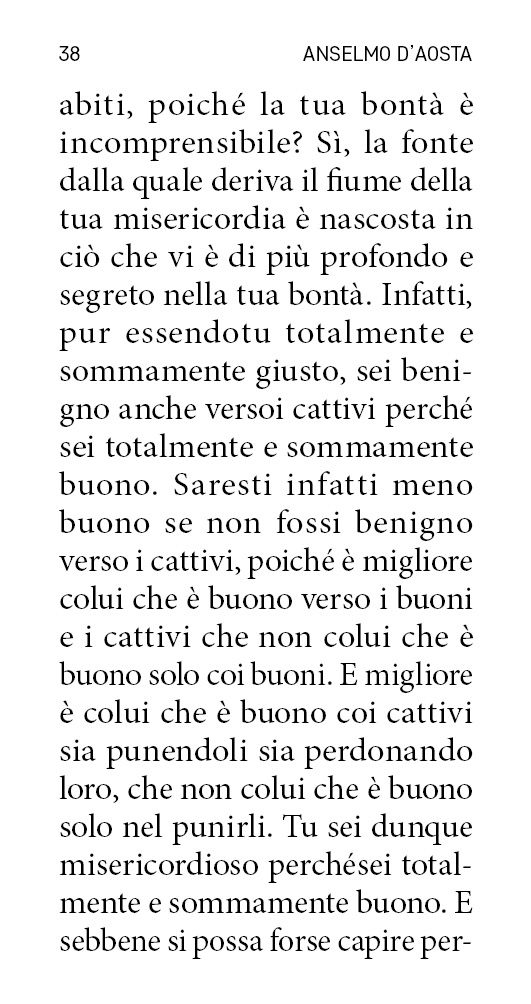 38 ANSELMO D'AOSTA
abiti, poiché la tua bontà è
incomprensibile? Sì, la fonte
dalla quale deriva il fiume della
tua misericordia è nascosta in
ciò che vi è di più profondo e
segreto nella tua bontà. Infatti,
pur essendotu totalmente e
sommamente giusto, sei beni-
gno anche versoi cattivi perché
sei totalmente e sommamente
buono. Saresti infatti meno
buono se non fossi benigno
verso i cattivi, poiché è migliore
colui che è buono verso i buoni
e i cattivi che non colui che è
buono solo coi buoni. E migliore
è colui che è buono coi cattivi
sia punendoli sia perdonando
loro, che non colui che è buono
solo nel punirli. Tu sei dunque
misericordioso perchései total-
mente e sommamente buono. E
sebbene si possa forse capire per-